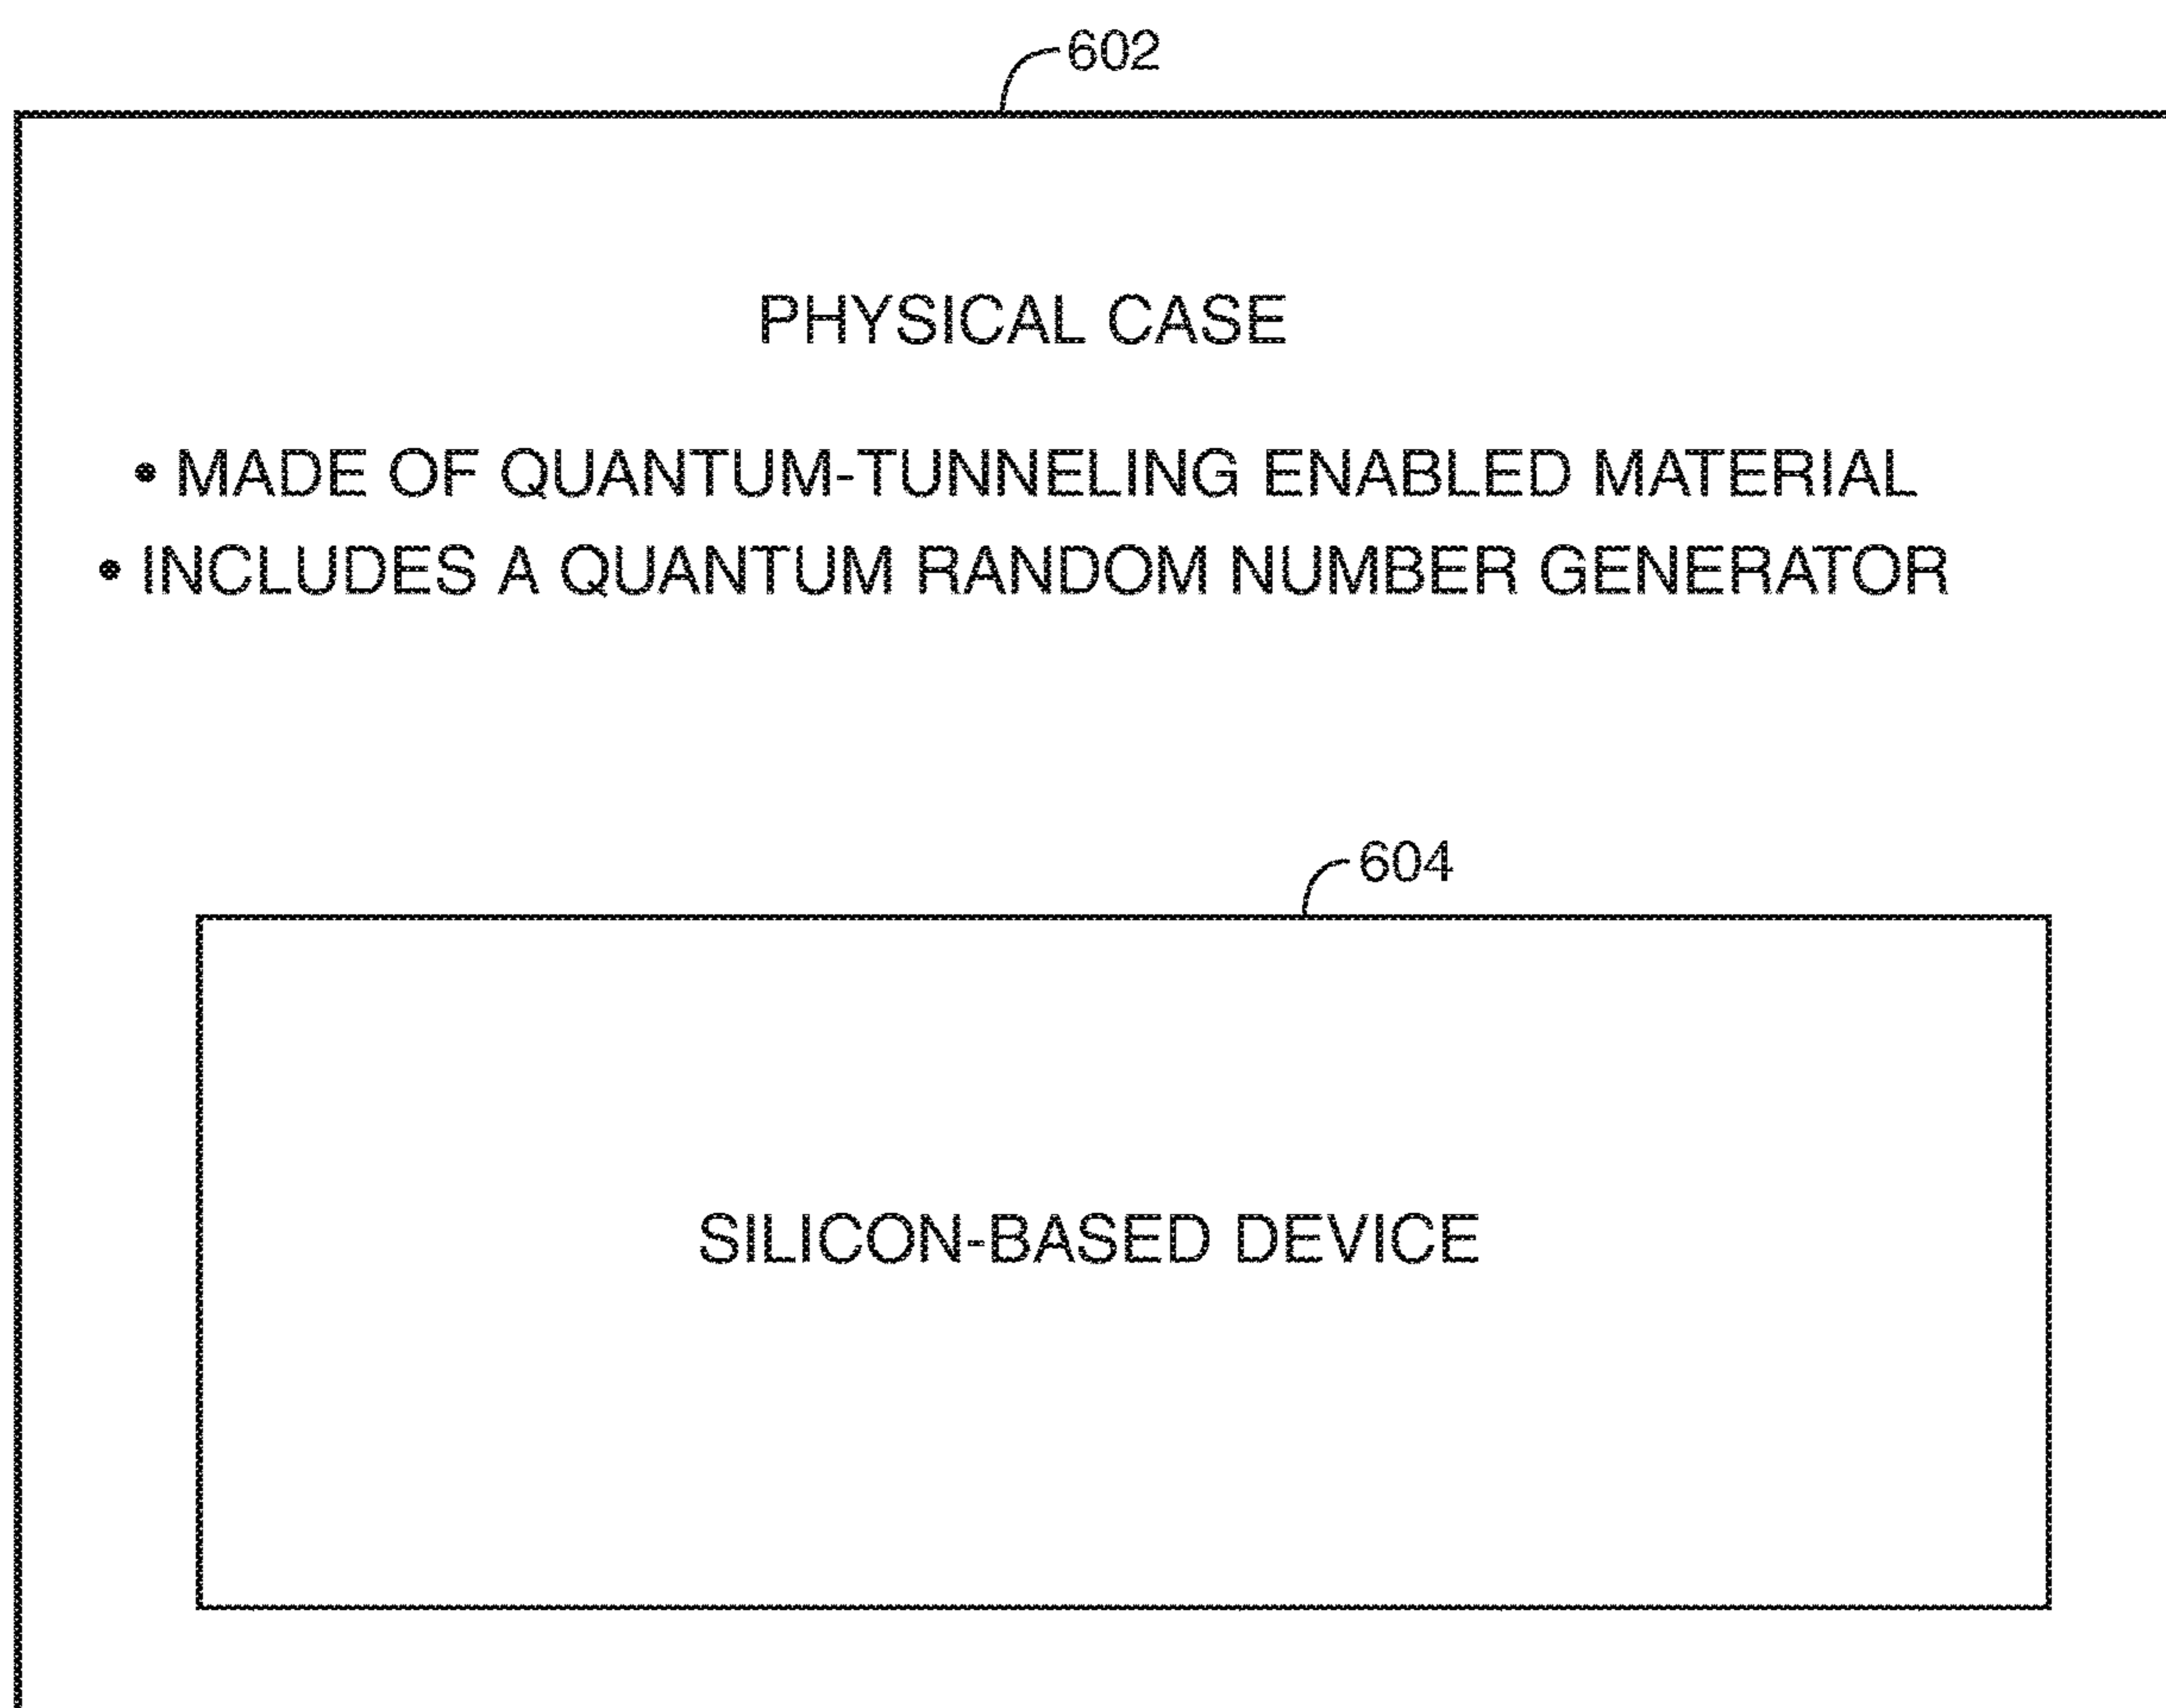 602
PHYSICAL CASE
• MADE OF QUANTUM-TUNNELING ENABLED MATERIAL
• INCLUDES A QUANTUM RANDOM NUMBER GENERATOR
604
SILICON-BASED DEVICE